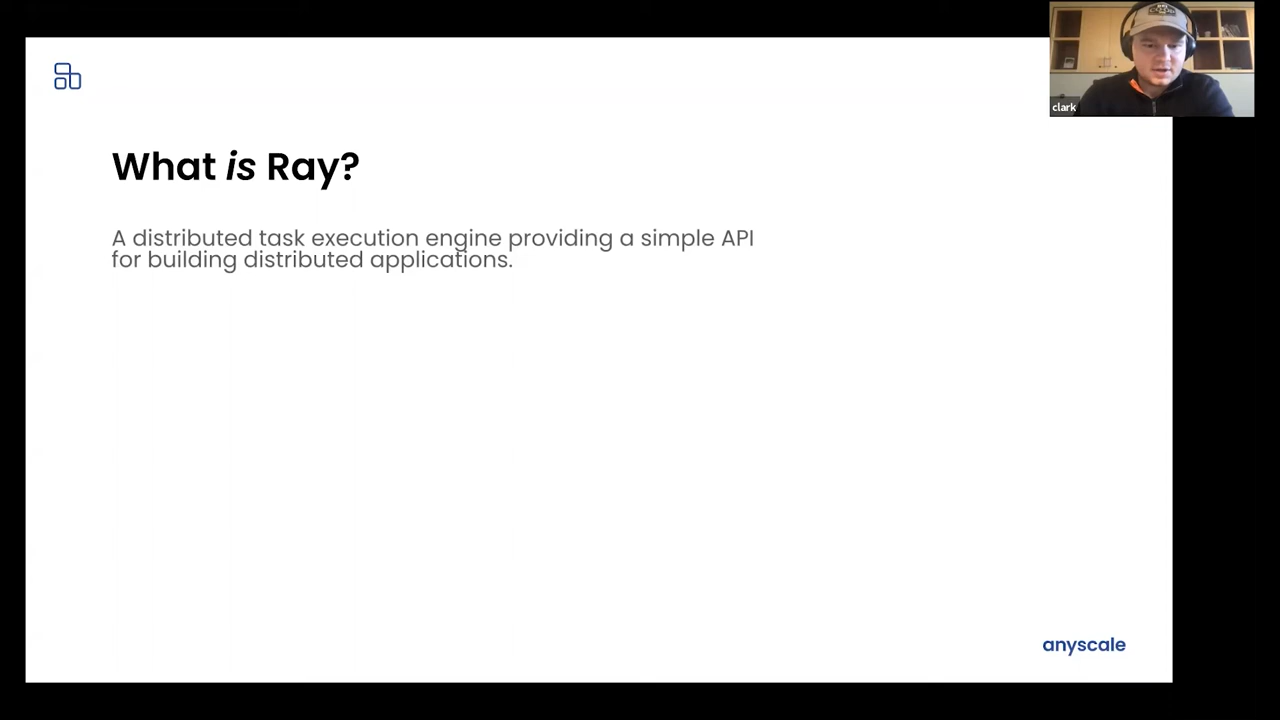 clark
What is Ray?
A distributed task execution engine providing a simple API
for building distributed applications.
anyscale